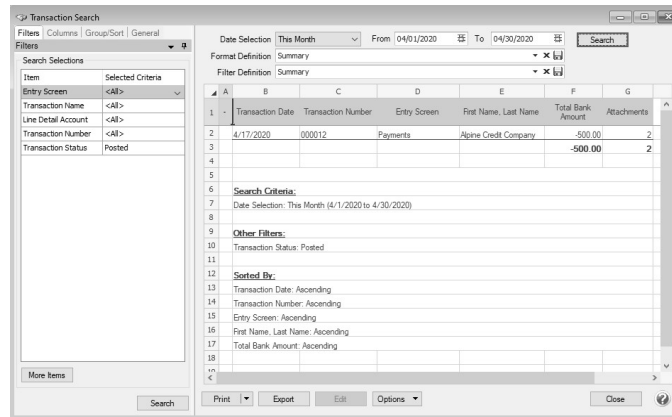 Transaction Search
Filters Columns Group/Sort General
Filters
Search Selections
Item Selected Criteria
Entry Screen <All>
Transaction Name <All>
Line Detail Account <All>
Transaction Number <All>
Transaction Status Posted
More Items
Search
Date Selection This Month From 04/01/2020 To 04/30/2020 Search
Format Definition Summary
Filter Definition Summary
A B C D E F G
1 - Transaction Date Transaction Number Entry Screen First Name, Last Name Total Bank Amount Attachments
2 4/17/2020 000012 Payments Alpine Credit Company -500.00 2
3 -500.00 2
4
5
6 Search Criteria:
7 Date Selection: This Month (4/1/2020 to 4/30/2020)
8
9 Other Filters:
10 Transaction Status: Posted
11
12 Sorted By:
13 Transaction Date: Ascending
14 Transaction Number: Ascending
15 Entry Screen: Ascending
16 First Name, Last Name: Ascending
17 Total Bank Amount: Ascending
18
19
Print Export Edit Options Close